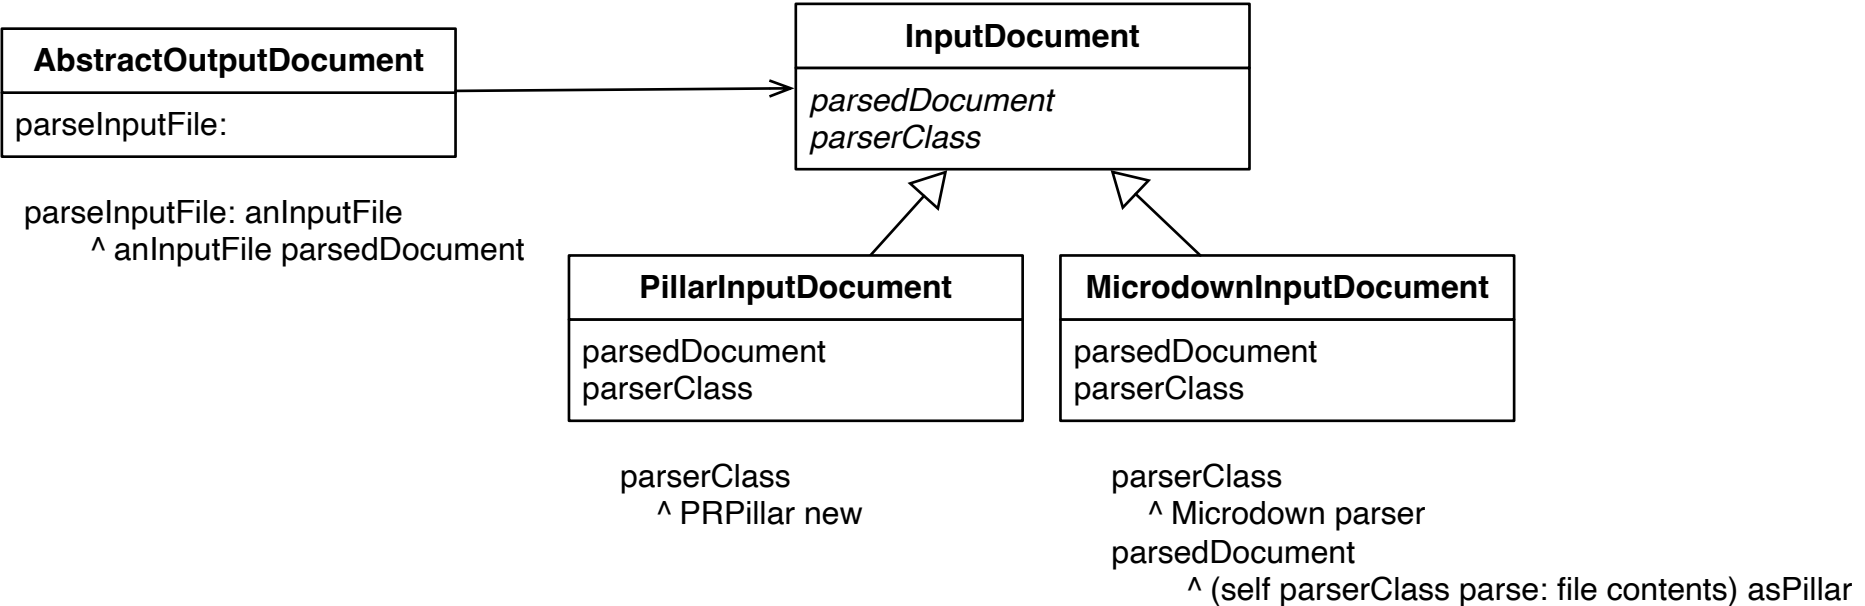 AbstractOutputDocument
parseInputFile:
parseInputFile: anInputFile
^ anInputFile parsedDocument
InputDocument
parsedDocument
parserClass
PillarInputDocument
parsedDocument
parserClass
parserClass
^ PRPillar new
MicrodownInputDocument
parsedDocument
parserClass
parserClass
^ Microdown parser
parsedDocument
^ (self parserClass parse: file contents) asPillar